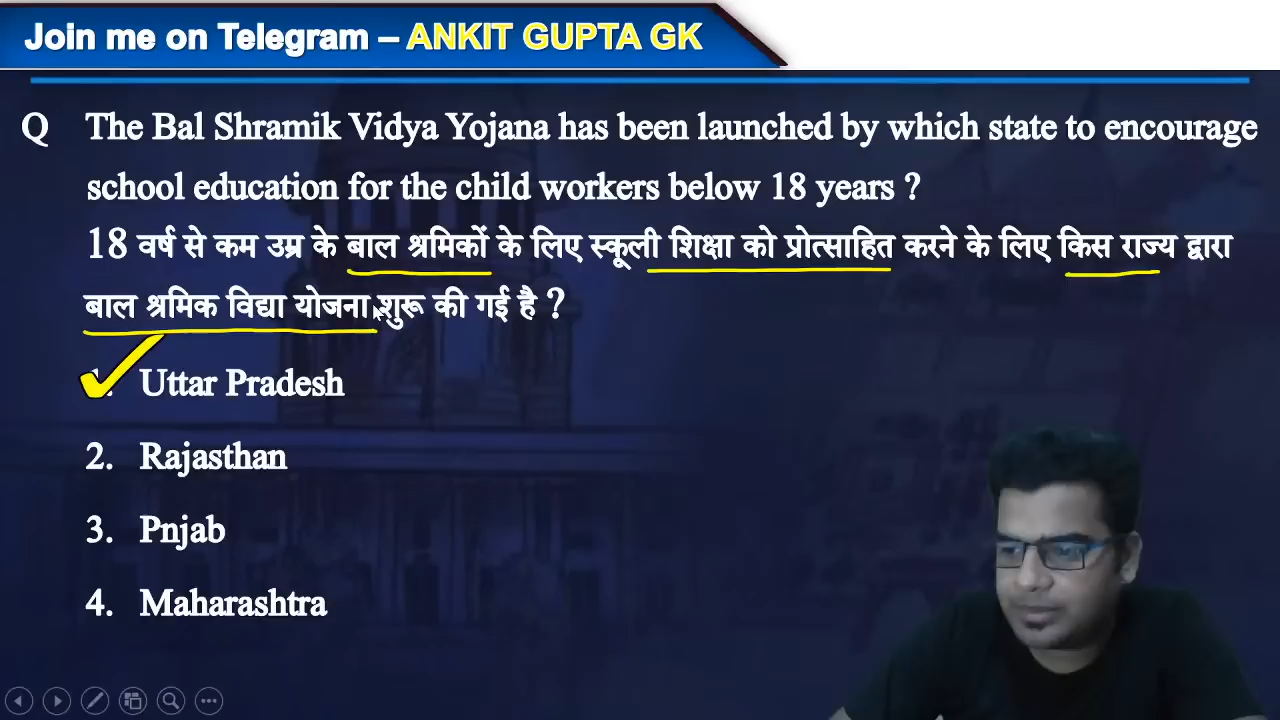 Join me on Telegram – ANKIT GUPTA GK
Q The Bal Shramik Vidya Yojana has been launched by which state to encourage
school education for the child workers below 18 years ?
18 वर्ष से कम उम्र के बाल श्रमिकों के लिए स्कूली शिक्षा को प्रोत्साहित करने के लिए किस राज्य द्वारा
बाल श्रमिक विद्या योजना शुरू की गई है ?
Uttar Pradesh
2. Rajasthan
3. Pnjab
4. Maharashtra